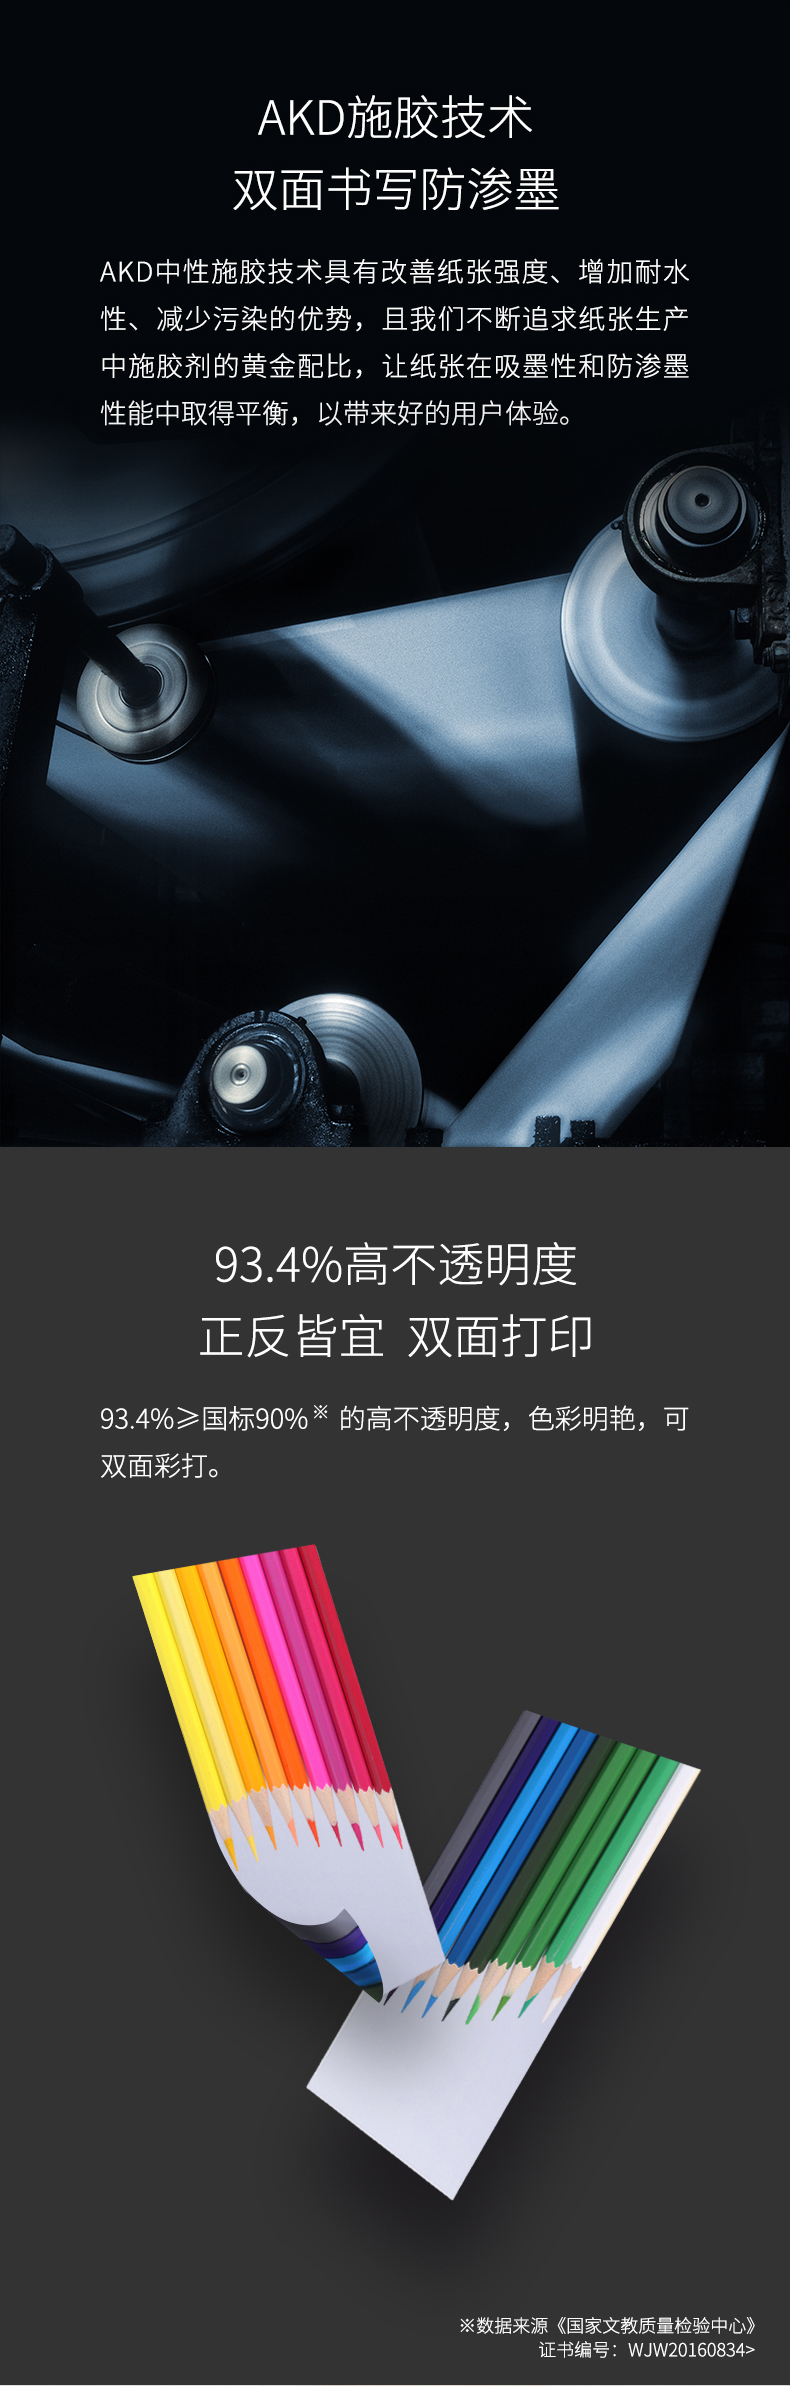 AKD施胶技术
双面书写防渗墨
AKD中性施胶技术具有改善纸张强度、增加耐水
性、减少污染的优势，且我们不断追求纸张生产
中施胶剂的黄金配比，让纸张在吸墨性和防渗墨
性能中取得平衡，以带来好的用户体验。
93.4%高不透明度
正反皆宜 双面打印
93.4%≥国标90%※ 的高不透明度，色彩明艳，可
双面彩打。
※数据来源《国家文教质量检验中心》
证书编号：WJW20160834>